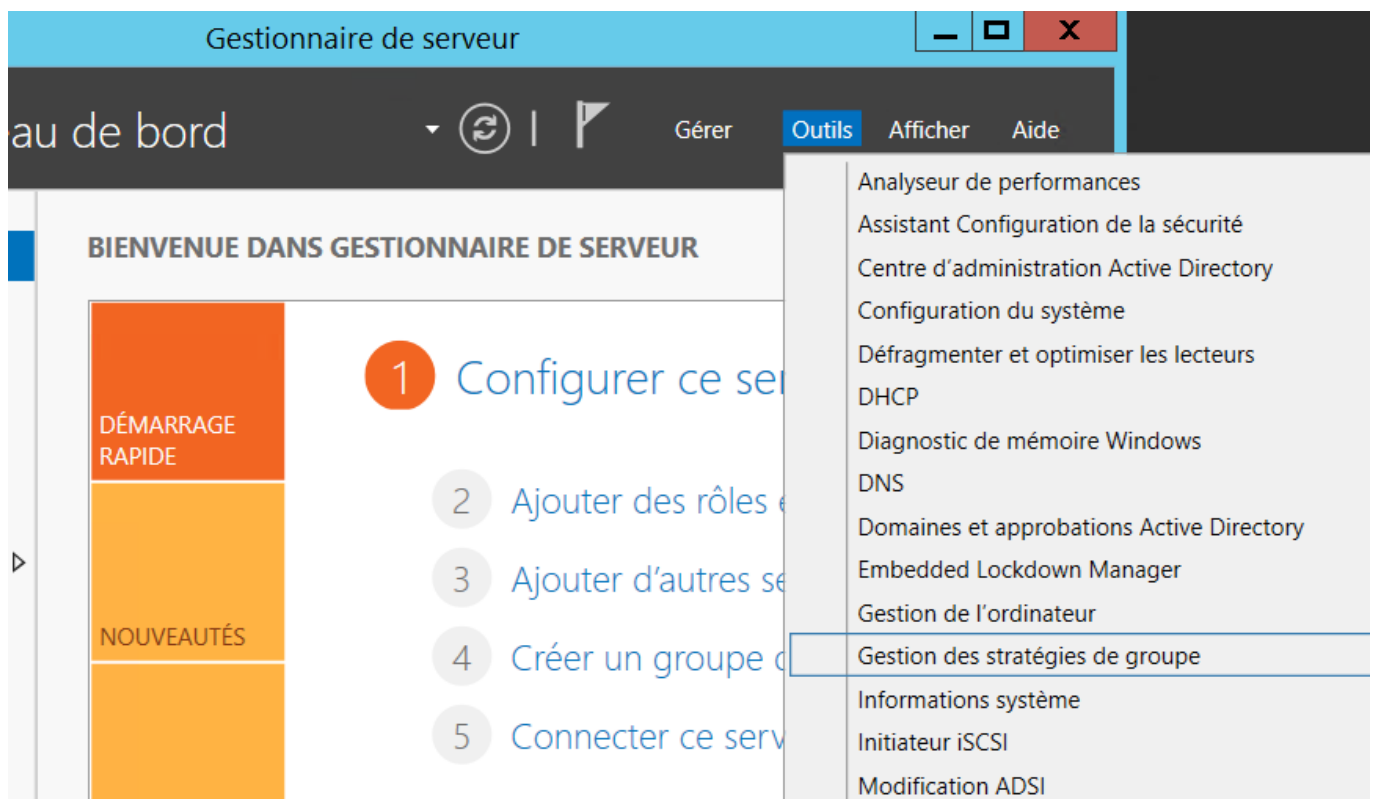 Gestionnaire de serveur
au de bord
Gérer Outils Afficher Aide
BIENVENUE DANS GESTIONNAIRE DE SERVEUR
DÉMARRAGE
RAPIDE
NOUVEAUTÉS
1 Configurer ce ser
2 Ajouter des rôles e
3 Ajouter d'autres se
4 Créer un groupe d
5 Connecter ce serv
Analyseur de performances
Assistant Configuration de la sécurité
Centre d'administration Active Directory
Configuration du système
Défragmenter et optimiser les lecteurs
DHCP
Diagnostic de mémoire Windows
DNS
Domaines et approbations Active Directory
Embedded Lockdown Manager
Gestion de l'ordinateur
Gestion des stratégies de groupe
Informations système
Initiateur iSCSI
Modification ADSI